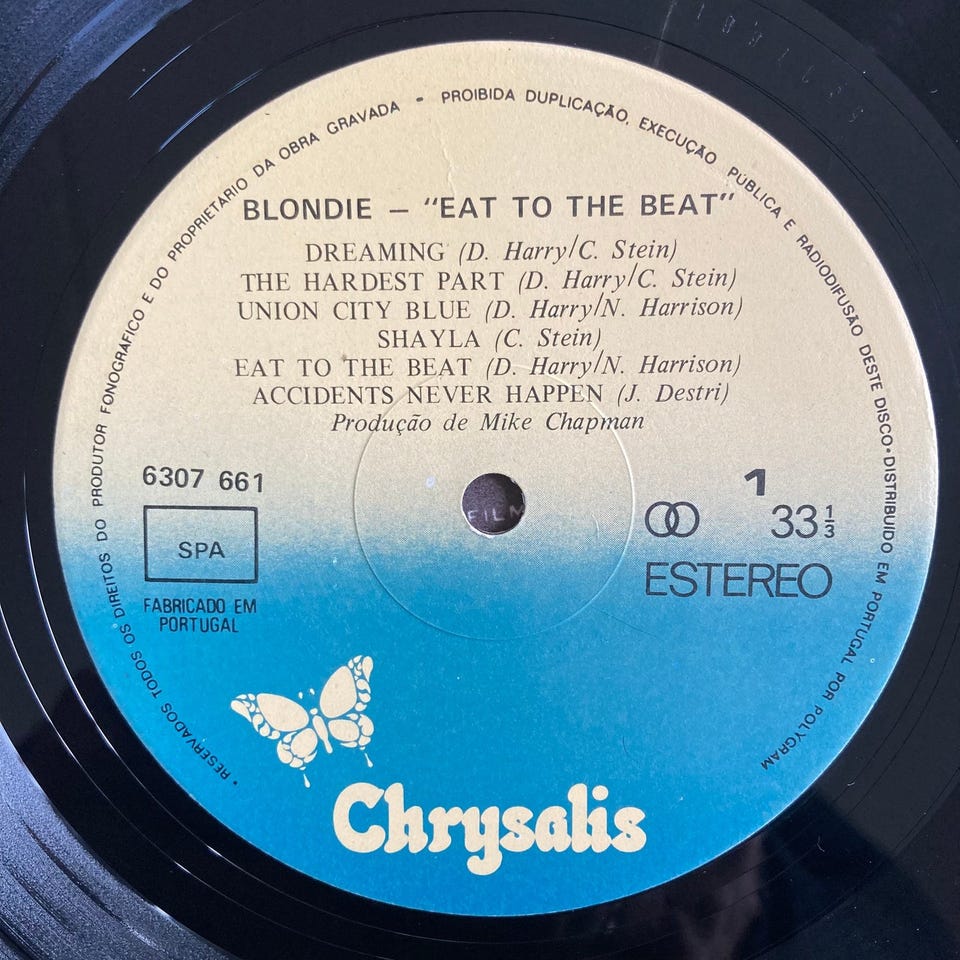 • RESERVADOS TODOS OS DIREITOS DO PRODUTOR FONOGRÁFICO E DO PROPRIETÁRIO DA OBRA GRAVADA - PROIBIDA DUPLICAÇÃO, EXECUÇÃO PÚBLICA E RADIODIFUSÃO DESTE DISCO • DISTRIBUIDO EM PORTUGAL POR POLYGRAM
BLONDIE – "EAT TO THE BEAT"
DREAMING (D. Harry/C. Stein)
THE HARDEST PART (D. Harry/C. Stein)
UNION CITY BLUE (D. Harry/N. Harrison)
SHAYLA (C. Stein)
EAT TO THE BEAT (D. Harry/N. Harrison)
ACCIDENTS NEVER HAPPEN (J. Destri)
Produção de Mike Chapman
6307 661
SPA
FABRICADO EM
PORTUGAL
1
33⅓
ESTEREO
FILM
Chrysalis